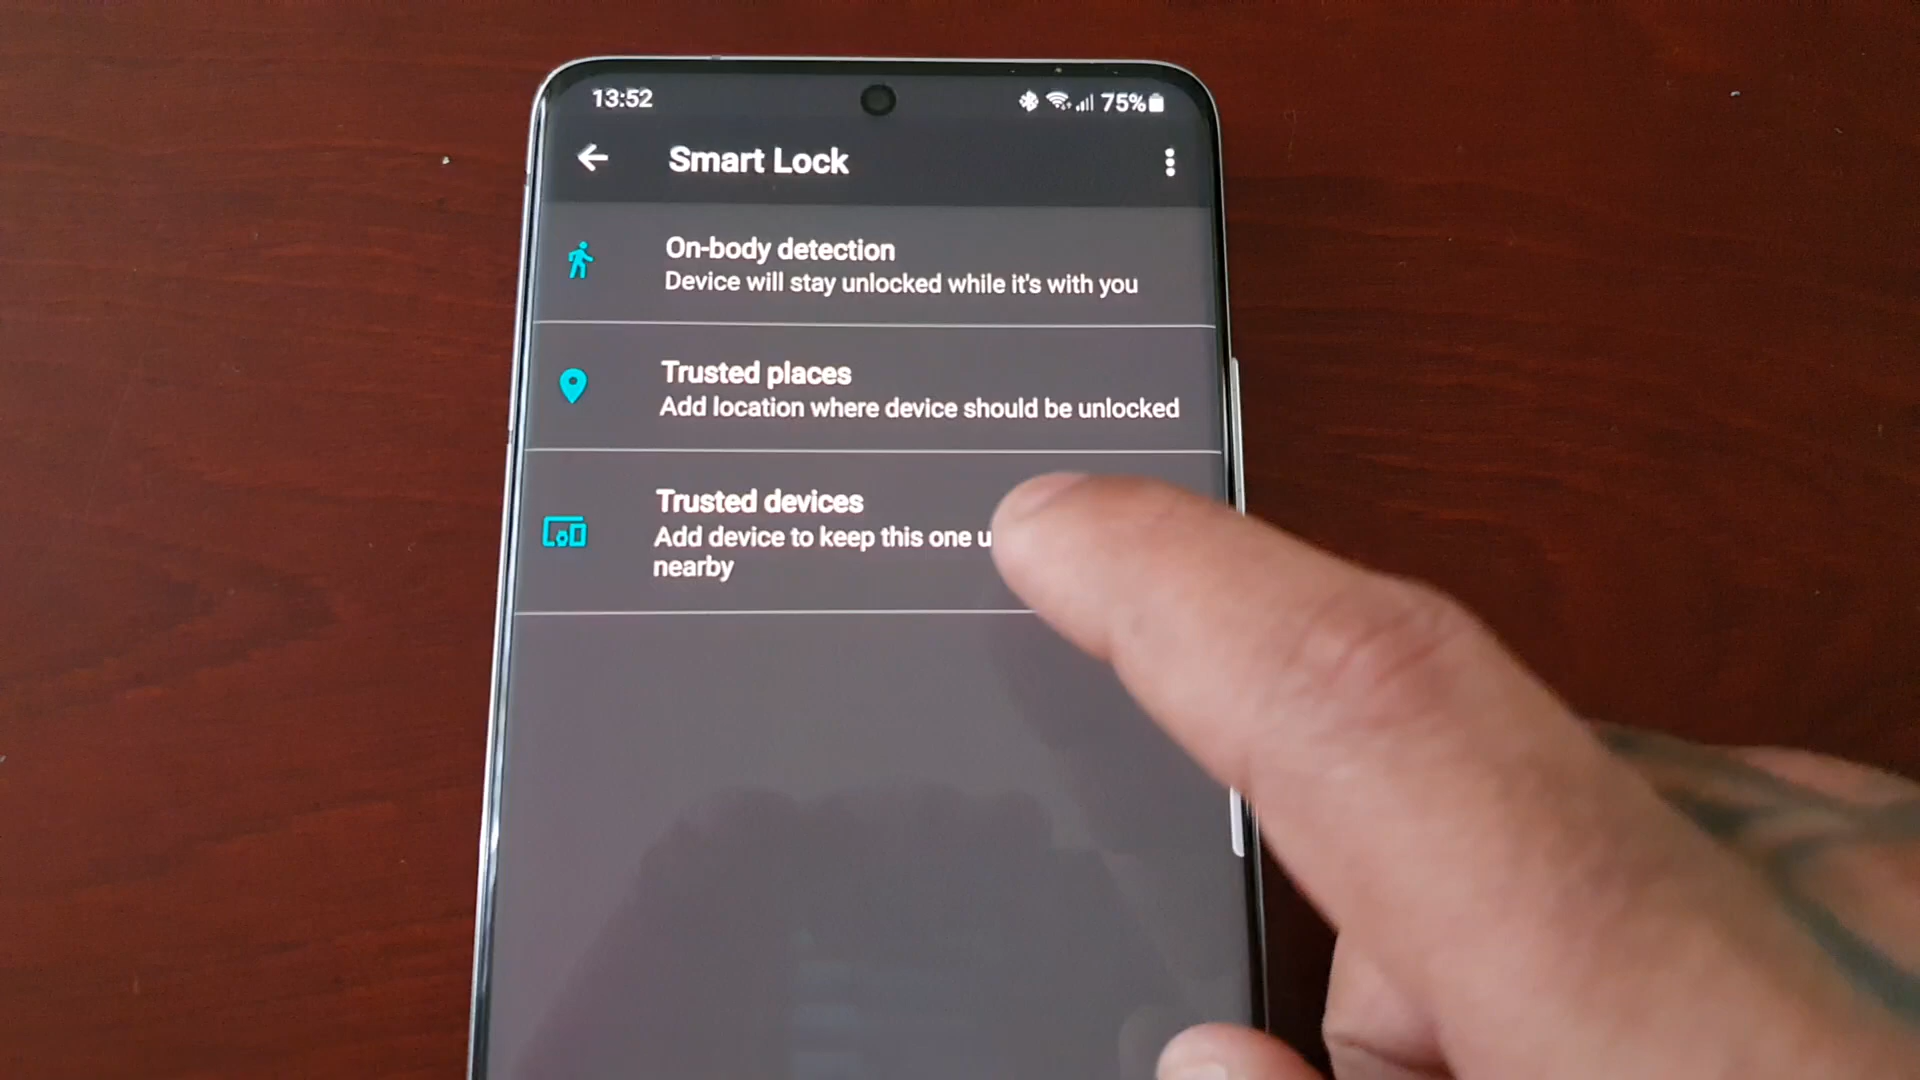 13:52
75%
Smart Lock
On-body detection
Device will stay unlocked while it's with you
Trusted places
Add location where device should be unlocked
Trusted devices
Add device to keep this one
nearby